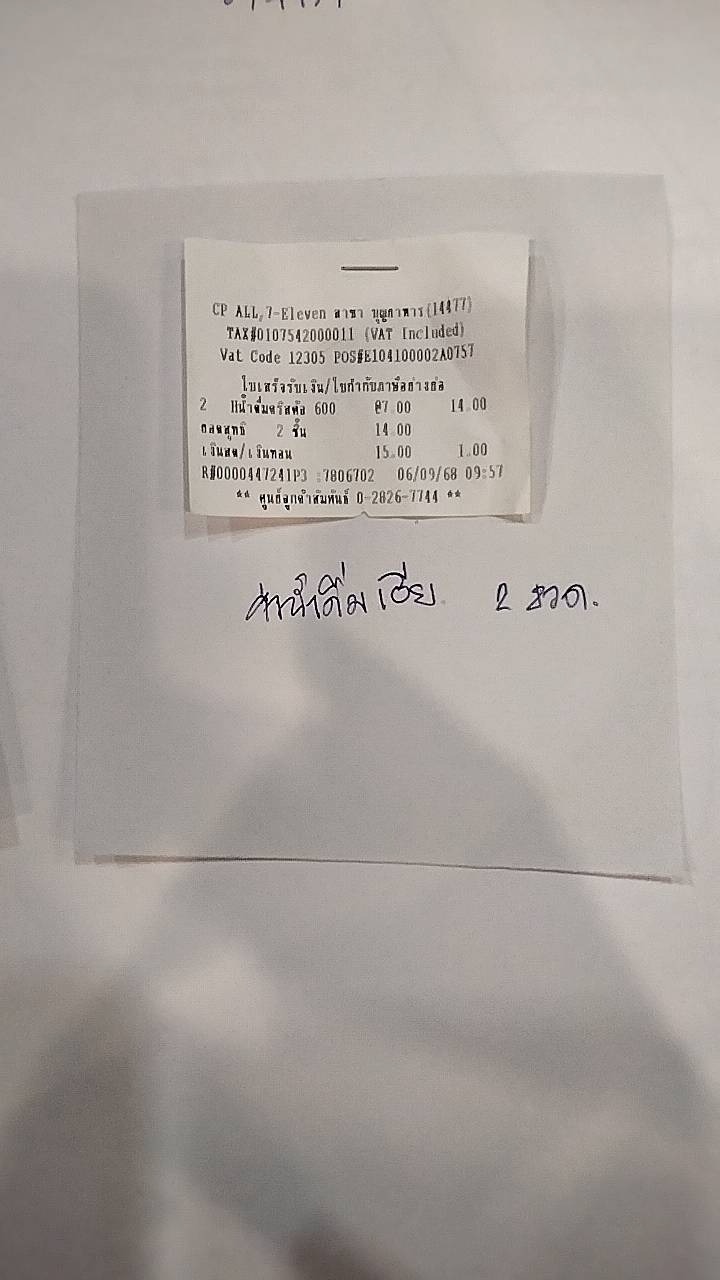 CP ALL,7-Eleven สาขา บุญถาหาร(14477)
TAX#0107542000011 (VAT Included)
Vat Code 12305 POS#E104100002A0757
ใบเสร็จรับเงิน/ใบกำกับภาษีอย่างย่อ
2 Hน้ำดื่มคริสตัล 600 @7.00 14.00
ยอดสุทธิ 2 ชิ้น 14.00
เงินสด/เงินทอน 15.00 1.00
R#0000447241P3 :7806702 06/09/68 09:57
** ศูนย์ลูกค้าสัมพันธ์ 0-2826-7744 **
ค่าน้ำดื่ม 2 ขวด.